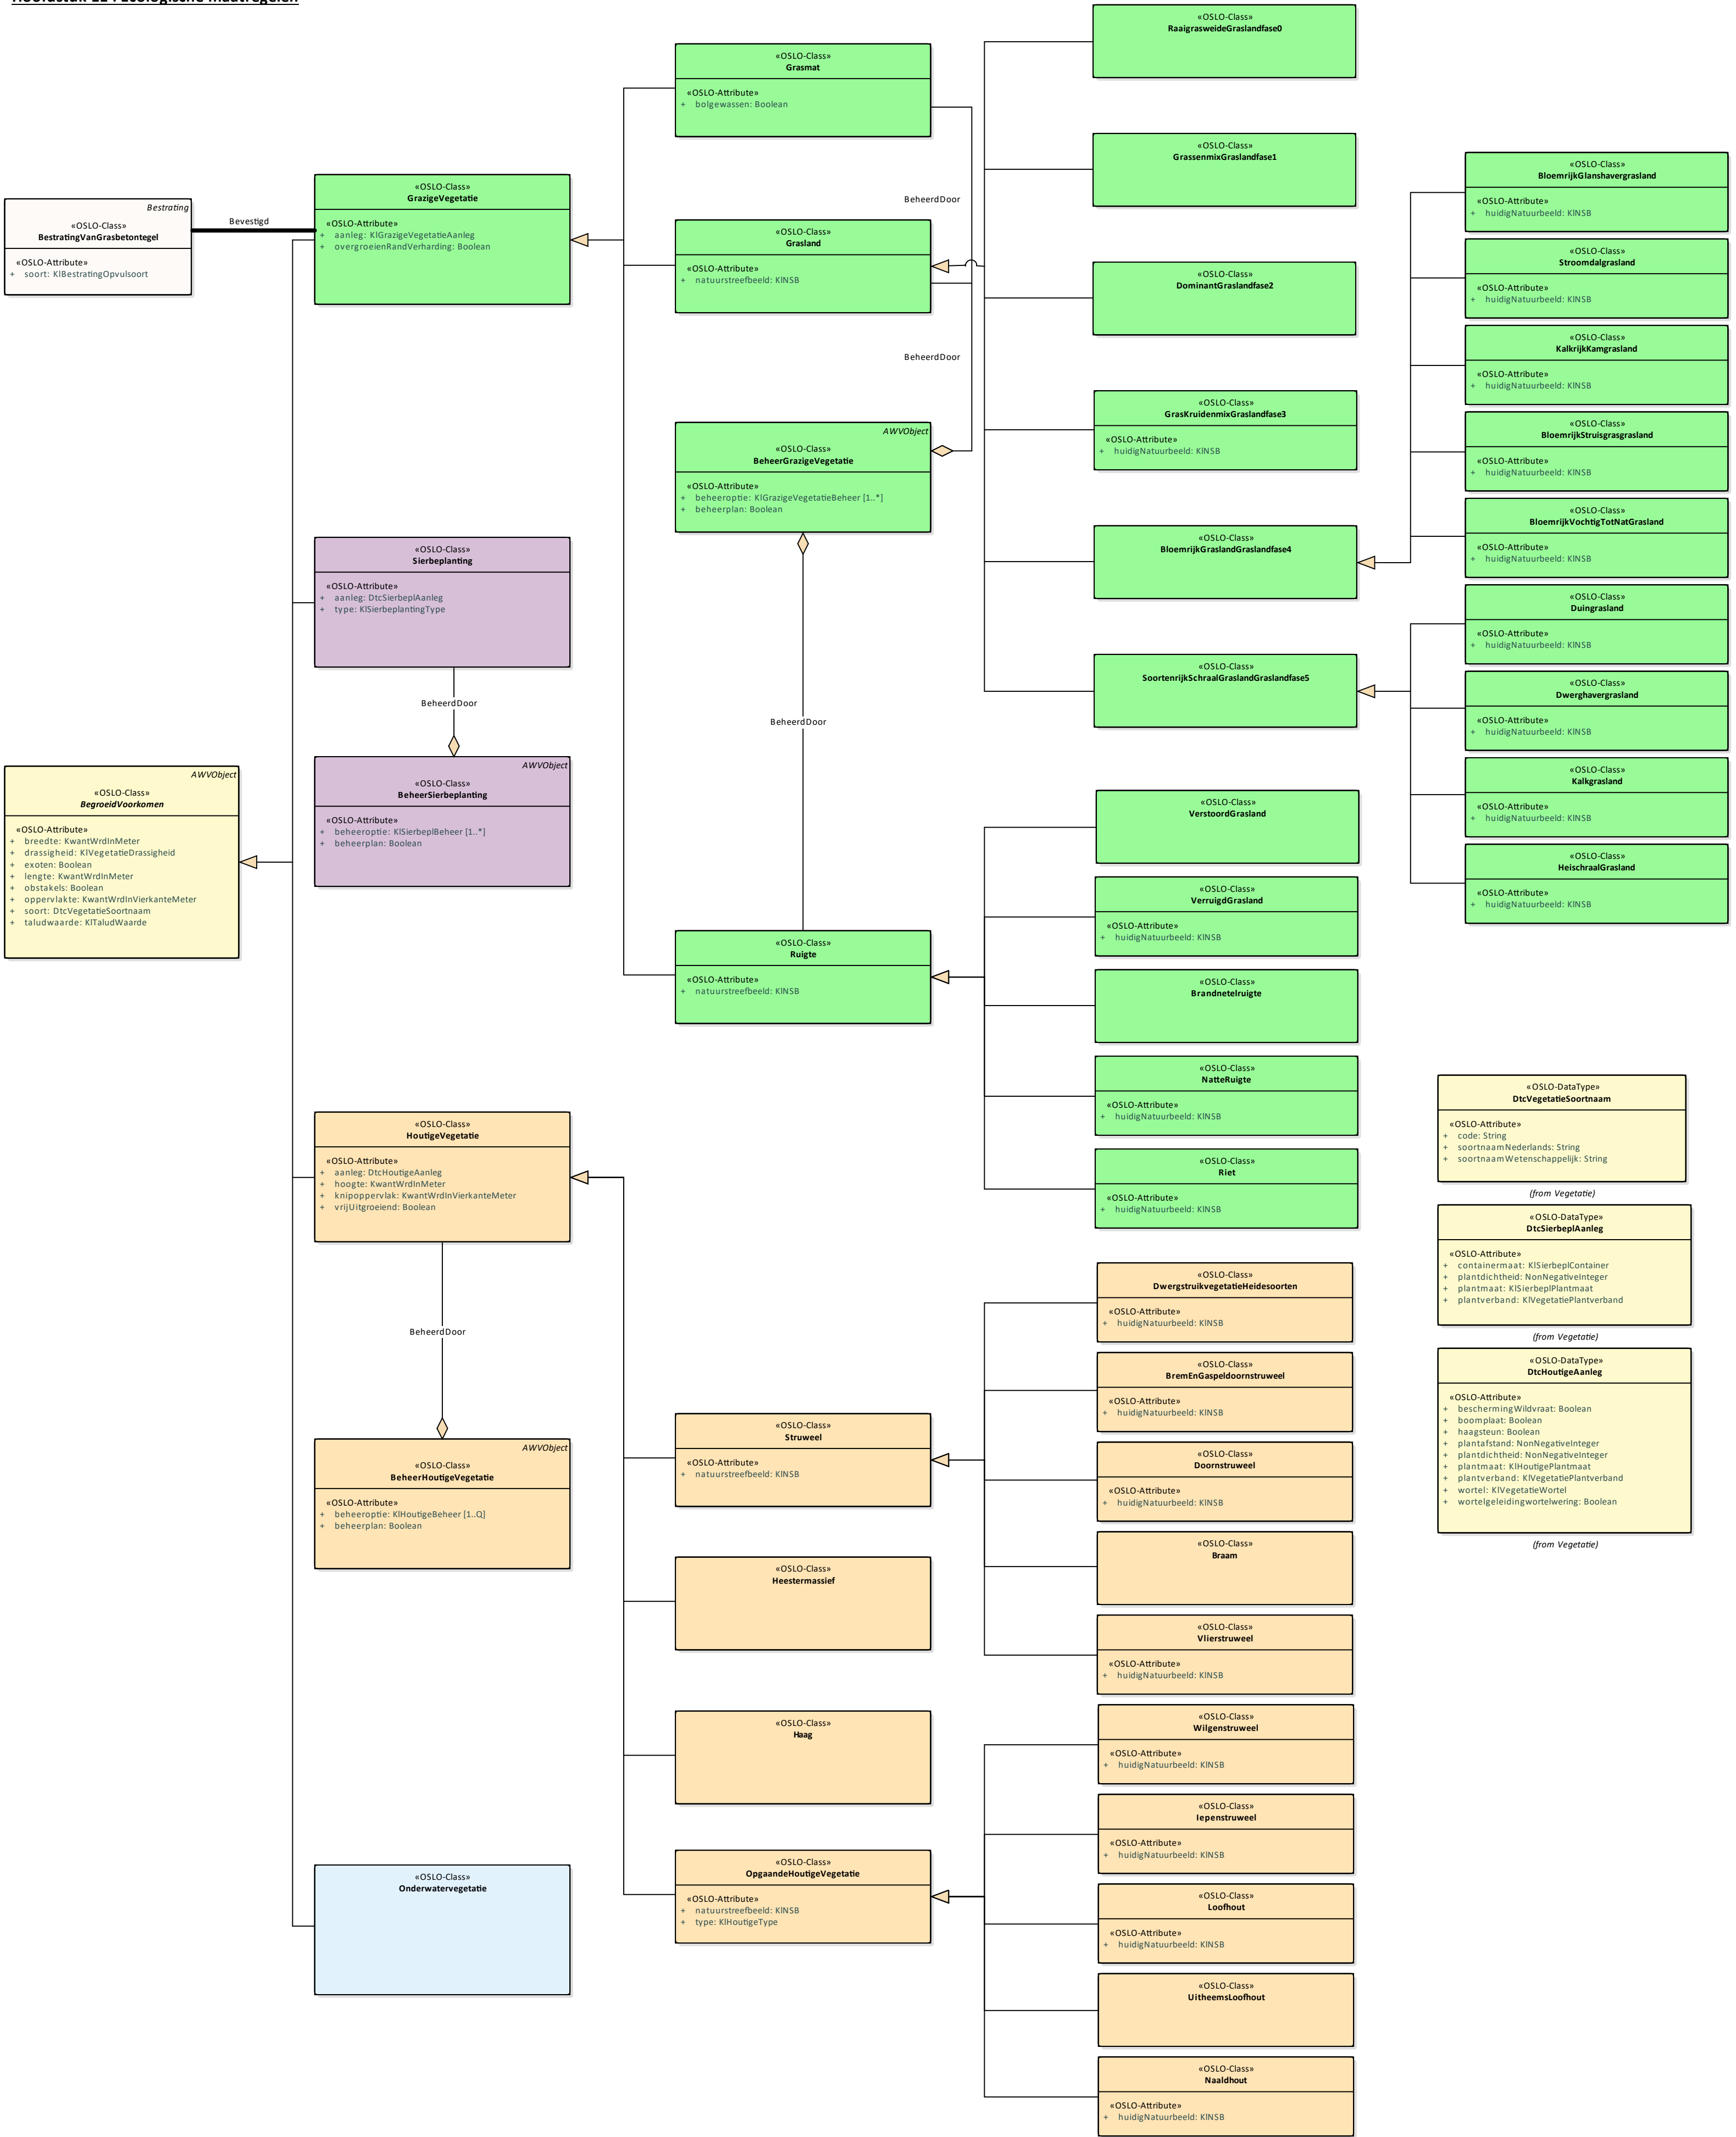 Bestrating
«OSLO-Class»
BestratingVanGrasbetontegel
«OSLO-Attribute»
+ soort: KlBestratingOpvulsoort
Bevestigd
«OSLO-Class»
GrazigeVegetatie
«OSLO-Attribute»
+ aanleg: KlGrazigeVegetatieAanleg
+ overgroeienRandVerharding: Boolean
«OSLO-Class»
Sierbeplanting
«OSLO-Attribute»
+ aanleg: DtcSierbeplAanleg
+ type: KlSierbeplantingType
BeheerdDoor
AWVObject
«OSLO-Class»
BeheerSierbeplanting
«OSLO-Attribute»
+ beheeroptie: KlSierbeplBeheer [1..*]
+ beheerplan: Boolean
AWVObject
«OSLO-Class»
BegroeidVoorkomen
«OSLO-Attribute»
+ breedte: KwantWrdInMeter
+ drassigheid: KlVegetatieDrassigheid
+ exoten: Boolean
+ lengte: KwantWrdInMeter
+ obstakels: Boolean
+ oppervlakte: KwantWrdInVierkanteMeter
+ soort: DtcVegetatieSoortnaam
+ taludwaarde: KlTaludWaarde
«OSLO-Class»
HoutigeVegetatie
«OSLO-Attribute»
+ aanleg: DtcHoutigeAanleg
+ hoogte: KwantWrdInMeter
+ knipoppervlak: KwantWrdInVierkanteMeter
+ vrijUitgroeiend: Boolean
BeheerdDoor
AWVObject
«OSLO-Class»
BeheerHoutigeVegetatie
«OSLO-Attribute»
+ beheeroptie: KlHoutigeBeheer [1..Q]
+ beheerplan: Boolean
«OSLO-Class»
Onderwatervegetatie
«OSLO-Class»
Grasmat
«OSLO-Attribute»
+ bolgewassen: Boolean
BeheerdDoor
«OSLO-Class»
Grasland
«OSLO-Attribute»
+ natuurstreefbeeld: KlNSB
BeheerdDoor
AWVObject
«OSLO-Class»
BeheerGrazigeVegetatie
«OSLO-Attribute»
+ beheeroptie: KlGrazigeVegetatieBeheer [1..*]
+ beheerplan: Boolean
BeheerdDoor
«OSLO-Class»
Ruigte
«OSLO-Attribute»
+ natuurstreefbeeld: KlNSB
«OSLO-Class»
Struweel
«OSLO-Attribute»
+ natuurstreefbeeld: KlNSB
«OSLO-Class»
Heestermassief
«OSLO-Class»
Haag
«OSLO-Class»
OpgaandeHoutigeVegetatie
«OSLO-Attribute»
+ natuurstreefbeeld: KlNSB
+ type: KlHoutigeType
«OSLO-Class»
RaaigrasweideGraslandfase0
«OSLO-Class»
GrassenmixGraslandfase1
«OSLO-Class»
DominantGraslandfase2
«OSLO-Class»
GrasKruidenmixGraslandfase3
«OSLO-Attribute»
+ huidigNatuurbeeld: KlNSB
«OSLO-Class»
BloemrijkGraslandGraslandfase4
«OSLO-Class»
SoortenrijkSchraalGraslandGraslandfase5
«OSLO-Class»
VerstoordGrasland
«OSLO-Class»
VerruigdGrasland
«OSLO-Attribute»
+ huidigNatuurbeeld: KlNSB
«OSLO-Class»
Brandnetelruigte
«OSLO-Class»
NatteRuigte
«OSLO-Attribute»
+ huidigNatuurbeeld: KlNSB
«OSLO-Class»
Riet
«OSLO-Attribute»
+ huidigNatuurbeeld: KlNSB
«OSLO-Class»
DwergstruikvegetatieHeidesoorten
«OSLO-Attribute»
+ huidigNatuurbeeld: KlNSB
«OSLO-Class»
BremEnGaspeldoornstruweel
«OSLO-Attribute»
+ huidigNatuurbeeld: KlNSB
«OSLO-Class»
Doornstruweel
«OSLO-Attribute»
+ huidigNatuurbeeld: KlNSB
«OSLO-Class»
Braam
«OSLO-Class»
Vlierstruweel
«OSLO-Attribute»
+ huidigNatuurbeeld: KlNSB
«OSLO-Class»
Wilgenstruweel
«OSLO-Attribute»
+ huidigNatuurbeeld: KlNSB
«OSLO-Class»
Iepenstruweel
«OSLO-Attribute»
+ huidigNatuurbeeld: KlNSB
«OSLO-Class»
Loofhout
«OSLO-Attribute»
+ huidigNatuurbeeld: KlNSB
«OSLO-Class»
UitheemsLoofhout
«OSLO-Class»
Naaldhout
«OSLO-Attribute»
+ huidigNatuurbeeld: KlNSB
«OSLO-Class»
BloemrijkGlanshavergrasland
«OSLO-Attribute»
+ huidigNatuurbeeld: KlNSB
«OSLO-Class»
Stroomdalgrasland
«OSLO-Attribute»
+ huidigNatuurbeeld: KlNSB
«OSLO-Class»
KalkrijkKamgrasland
«OSLO-Attribute»
+ huidigNatuurbeeld: KlNSB
«OSLO-Class»
BloemrijkStruisgrasgrasland
«OSLO-Attribute»
+ huidigNatuurbeeld: KlNSB
«OSLO-Class»
BloemrijkVochtigTotNatGrasland
«OSLO-Attribute»
+ huidigNatuurbeeld: KlNSB
«OSLO-Class»
Duingrasland
«OSLO-Attribute»
+ huidigNatuurbeeld: KlNSB
«OSLO-Class»
Dwerghavergrasland
«OSLO-Attribute»
+ huidigNatuurbeeld: KlNSB
«OSLO-Class»
Kalkgrasland
«OSLO-Attribute»
+ huidigNatuurbeeld: KlNSB
«OSLO-Class»
HeischraalGrasland
«OSLO-Attribute»
+ huidigNatuurbeeld: KlNSB
«OSLO-DataType»
DtcVegetatieSoortnaam
«OSLO-Attribute»
+ code: String
+ soortnaamNederlands: String
+ soortnaamWetenschappelijk: String
(from Vegetatie)
«OSLO-DataType»
DtcSierbeplAanleg
«OSLO-Attribute»
+ containermaat: KlSierbeplContainer
+ plantdichtheid: NonNegativeInteger
+ plantmaat: KlSierbeplPlantmaat
+ plantverband: KlVegetatiePlantverband
(from Vegetatie)
«OSLO-DataType»
DtcHoutigeAanleg
«OSLO-Attribute»
+ beschermingWildvraat: Boolean
+ boomplaat: Boolean
+ haagsteun: Boolean
+ plantafstand: NonNegativeInteger
+ plantdichtheid: NonNegativeInteger
+ plantmaat: KlHoutigePlantmaat
+ plantverband: KlVegetatiePlantverband
+ wortel: KlVegetatieWortel
+ wortelgeleidingwortelwering: Boolean
(from Vegetatie)